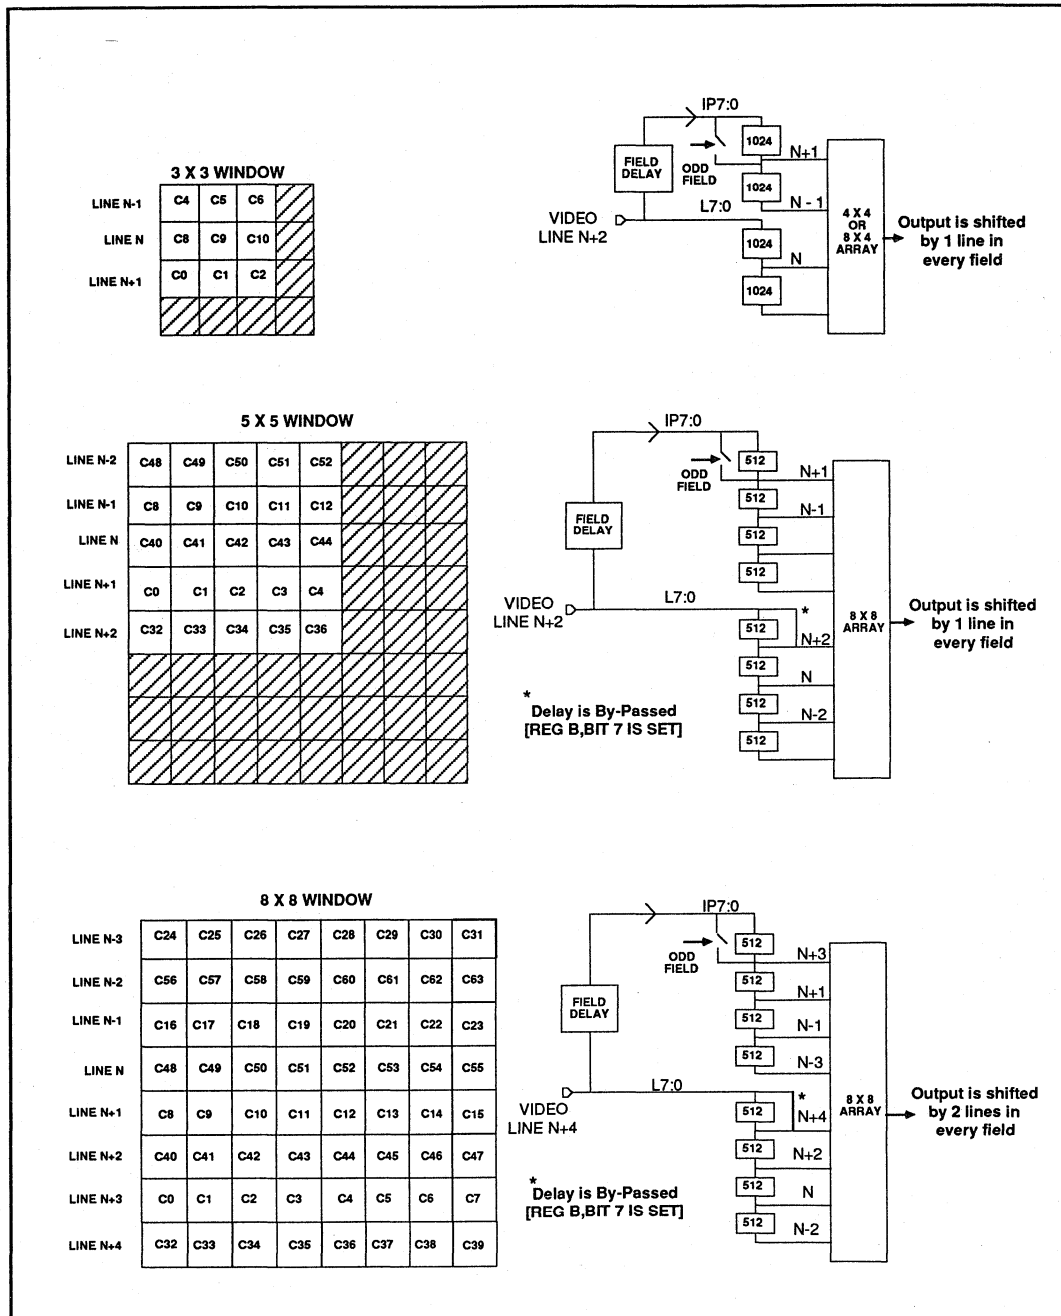 3 X 3 WINDOW
LINE N-1 C4 C5 C6
LINE N C8 C9 C10
LINE N+1 C0 C1 C2
IP7:0
1024
N+1
FIELD DELAY
ODD FIELD
1024
N - 1
L7:0
VIDEO LINE N+2
1024
N
1024
4 X 4 OR 8 X 4 ARRAY
Output is shifted
by 1 line in
every field
5 X 5 WINDOW
LINE N-2 C48 C49 C50 C51 C52
LINE N-1 C8 C9 C10 C11 C12
LINE N C40 C41 C42 C43 C44
LINE N+1 C0 C1 C2 C3 C4
LINE N+2 C32 C33 C34 C35 C36
IP7:0
ODD FIELD
512
N+1
512
N-1
FIELD DELAY
512
512
L7:0
VIDEO LINE N+2
*
512
N+2
512
N
512
N-2
512
8 X 8 ARRAY
Output is shifted
by 1 line in
every field
*
Delay is By-Passed
[REG B,BIT 7 IS SET]
8 X 8 WINDOW
LINE N-3 C24 C25 C26 C27 C28 C29 C30 C31
LINE N-2 C56 C57 C58 C59 C60 C61 C62 C63
LINE N-1 C16 C17 C18 C19 C20 C21 C22 C23
LINE N C48 C49 C50 C51 C52 C53 C54 C55
LINE N+1 C8 C9 C10 C11 C12 C13 C14 C15
LINE N+2 C40 C41 C42 C43 C44 C45 C46 C47
LINE N+3 C0 C1 C2 C3 C4 C5 C6 C7
LINE N+4 C32 C33 C34 C35 C36 C37 C38 C39
IP7:0
ODD FIELD
512
N+3
512
N+1
FIELD DELAY
512
N-1
512
N-3
L7:0
VIDEO LINE N+4
*
512
N+4
512
N+2
512
N
512
N-2
8 X 8 ARRAY
Output is shifted
by 2 lines in
every field
*
Delay is By-Passed
[REG B,BIT 7 IS SET]